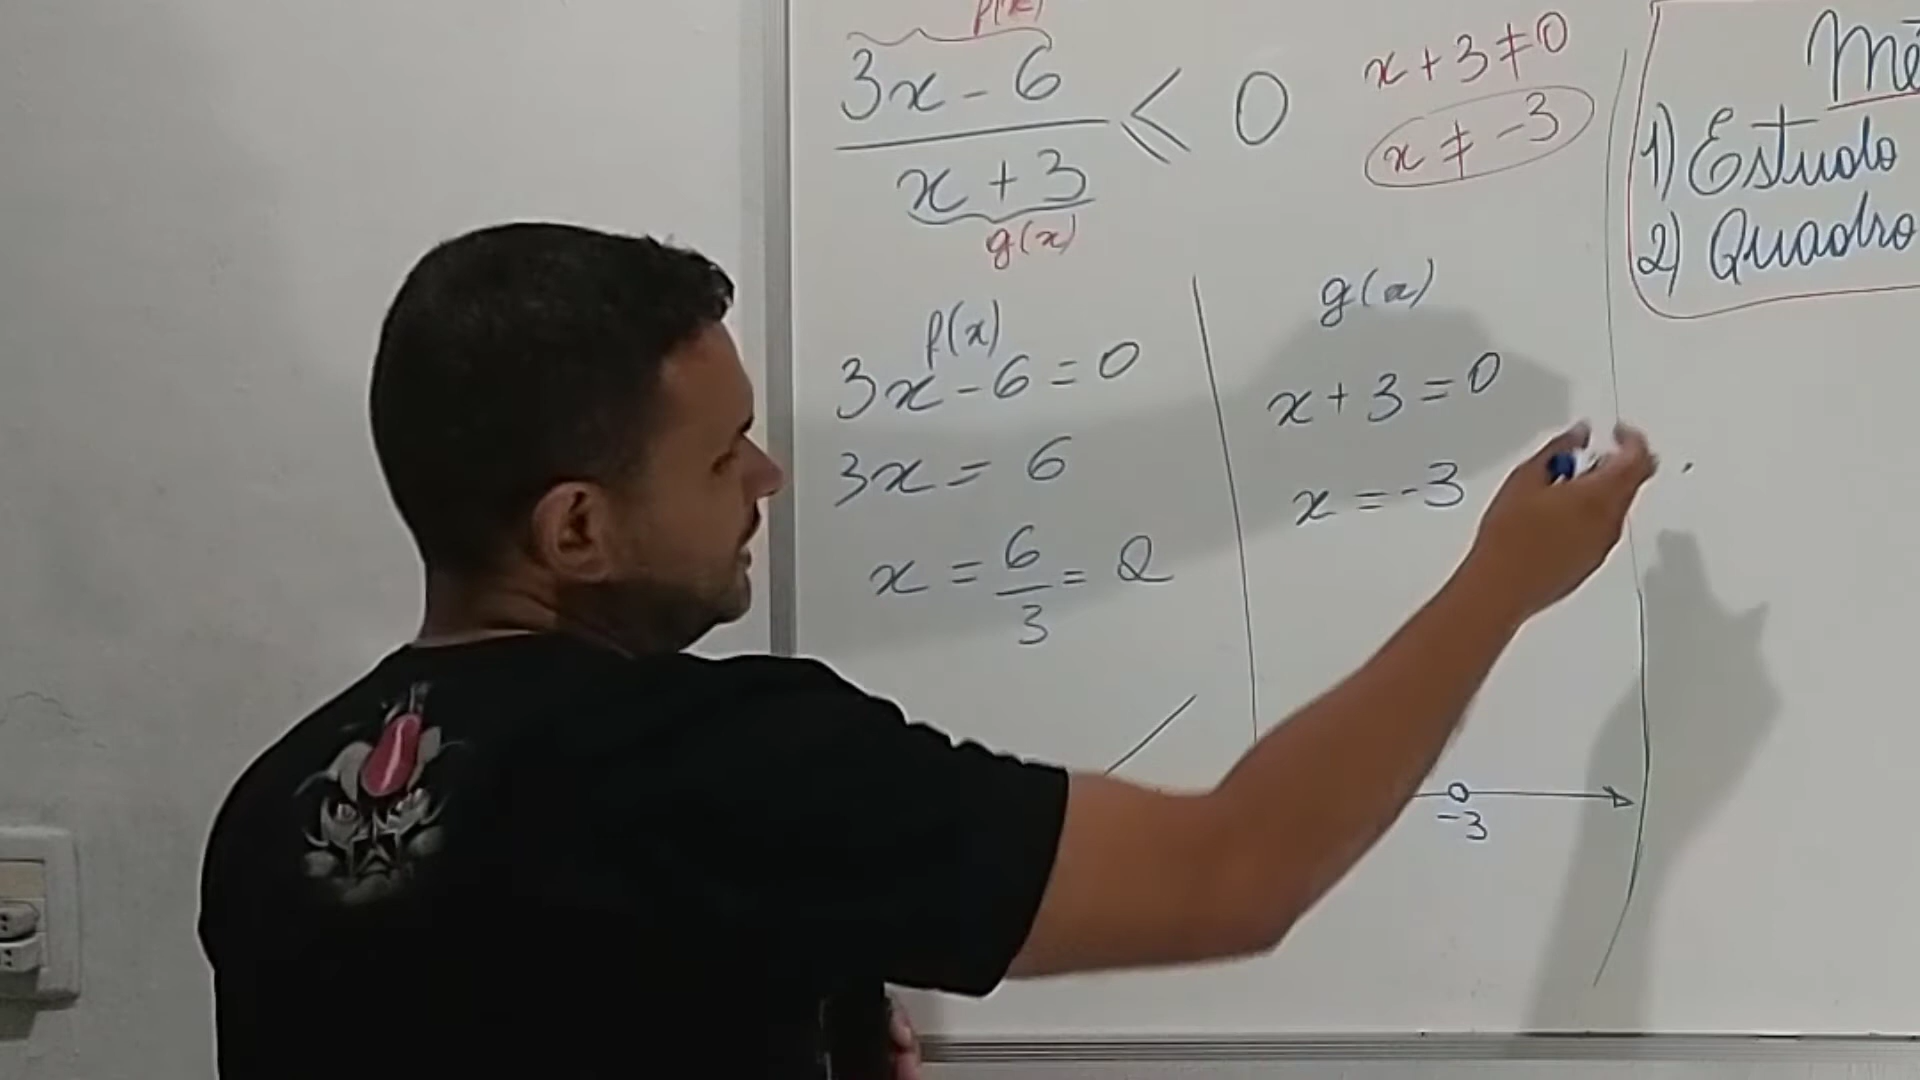 f(x)
3x - 6
x + 3
≤ 0
g(x)
x + 3 ≠ 0
x ≠ -3
1) Estudo
2) Quadro
f(x)
3x - 6 = 0
3x = 6
x = 6/3 = 2
g(x)
x + 3 = 0
x = -3
-3